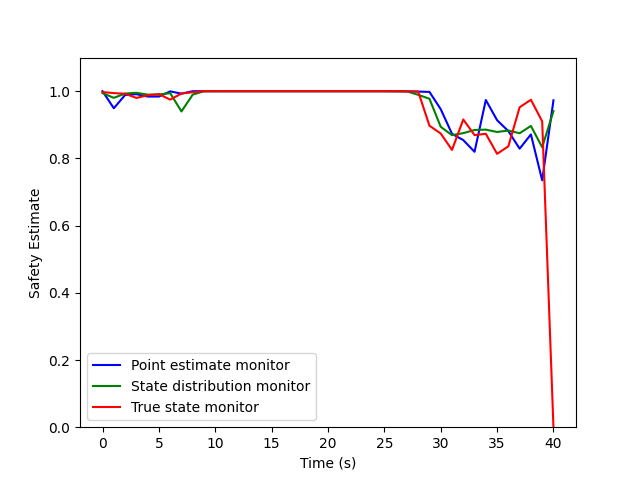 1.0
0.8
0.6
0.4
0.2
0.0
Safety Estimate
Point estimate monitor
State distribution monitor
True state monitor
0 5 10 15 20 25 30 35 40
Time (s)